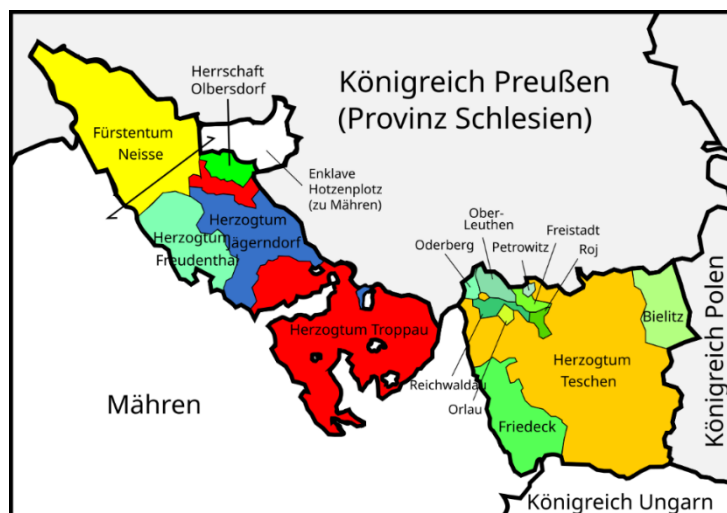 Herrschaft
Olbersdorf
Königreich Preußen
(Provinz Schlesien)
Fürstentum
Neisse
Enklave
Hotzenplotz
(zu Mähren)
Herzogtum
Jägerndorf
Herzogtum
Freudenthal
Ober-
Leuthen
Oderberg
Petrowitz
Freistadt
Roj
Herzogtum Troppau
Bielitz
Königreich Polen
Herzogtum
Teschen
Reichwaldau
Orlau
Mähren
Friedeck
Königreich Ungarn